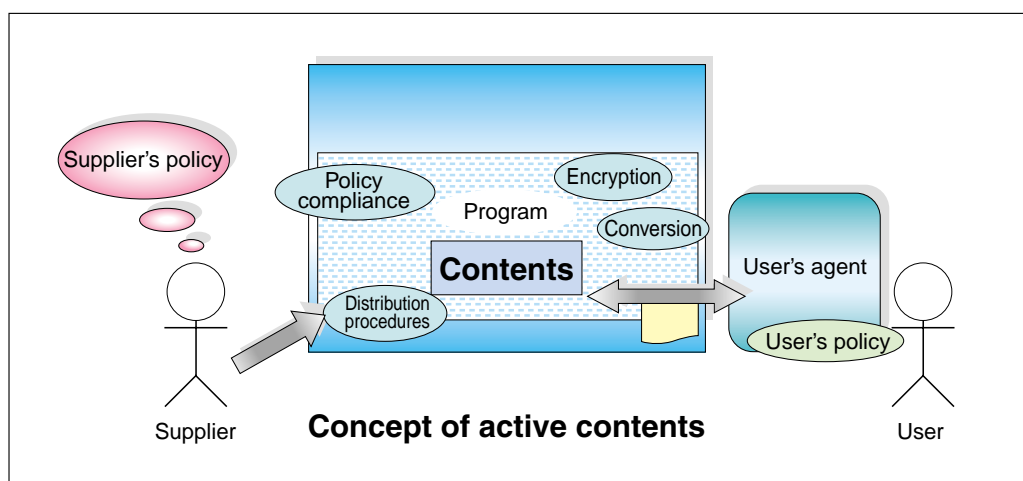 Supplier's policy
Policy
compliance
Encryption
Program
Conversion
Contents
User's agent
Distribution
procedures
User's policy
Supplier
Concept of active contents
User